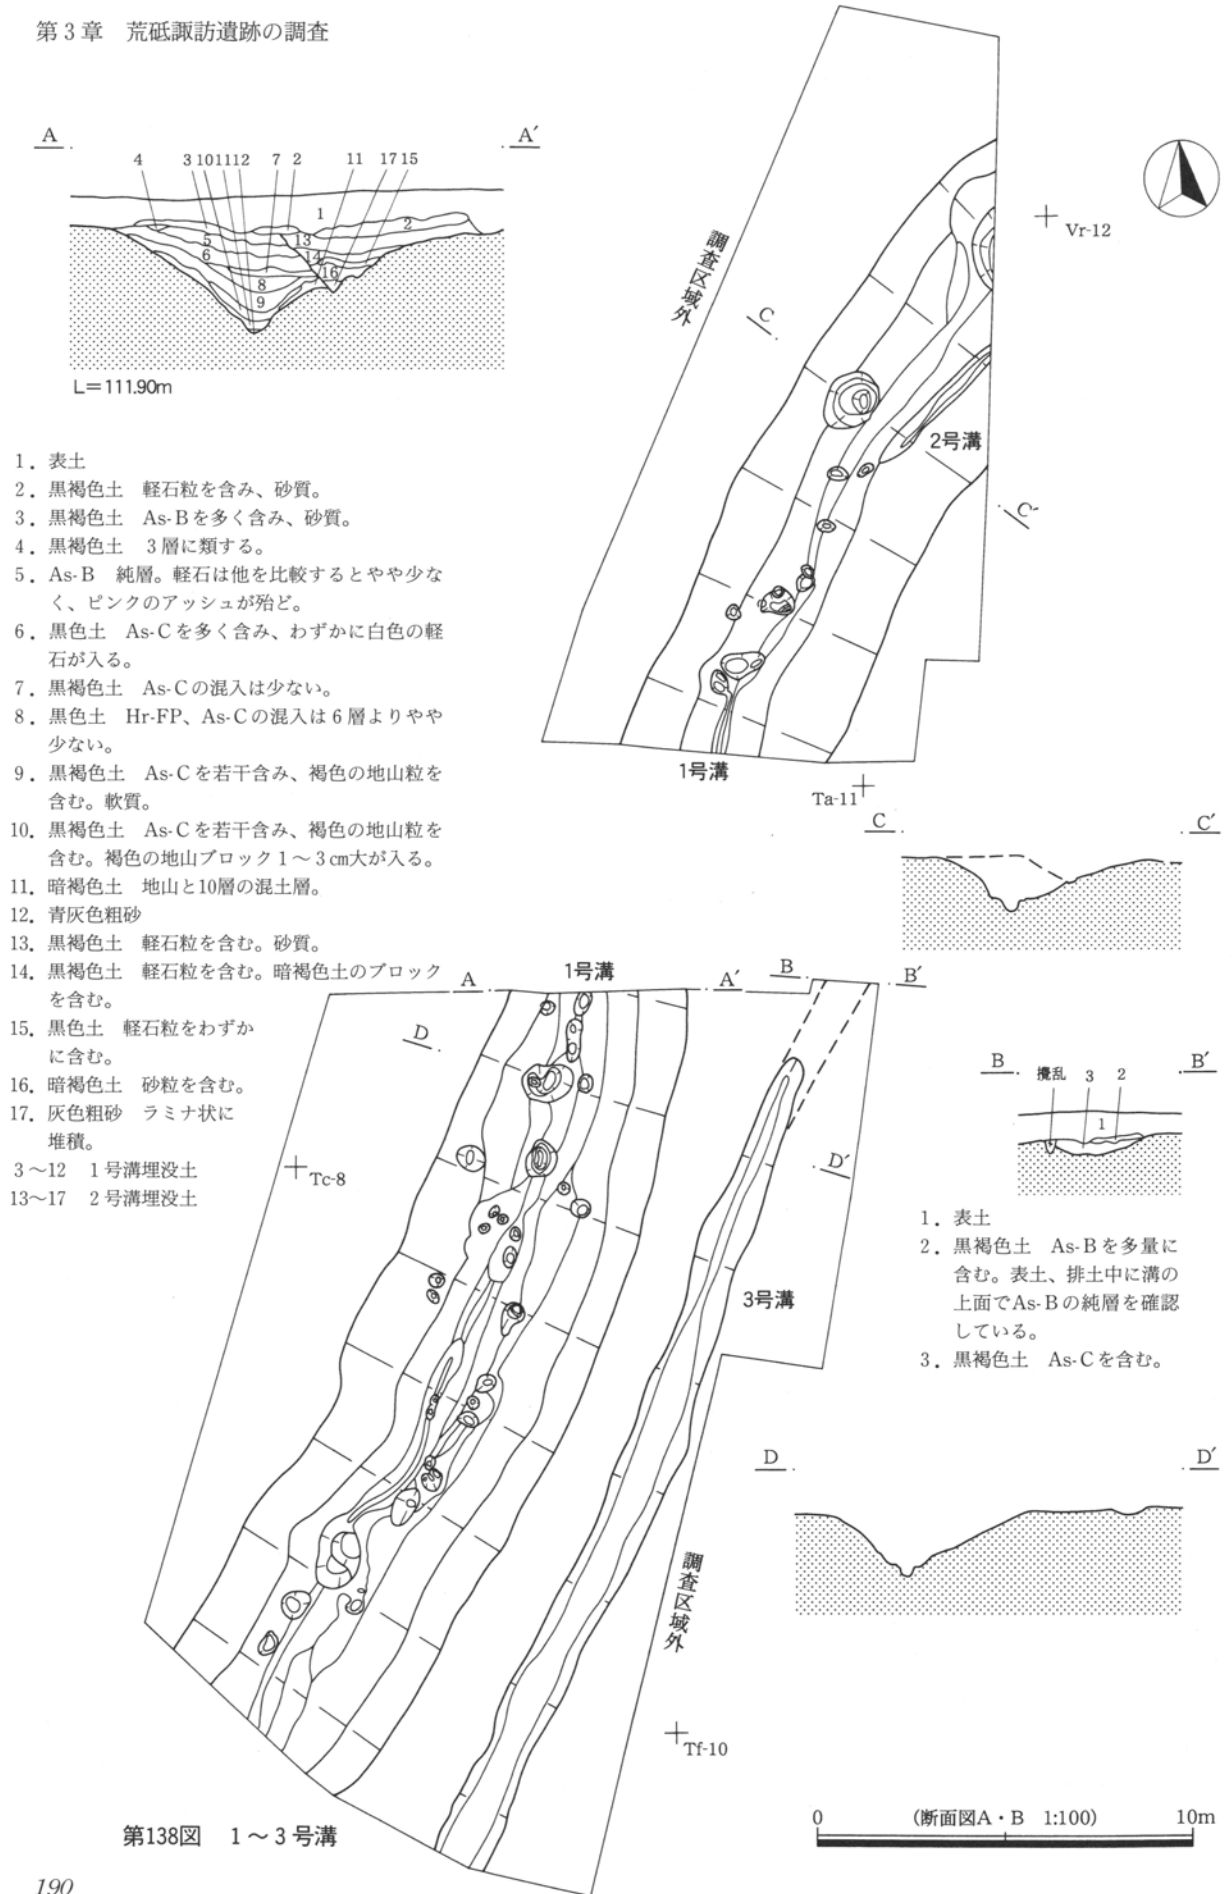 第3章　荒砥諏訪遺跡の調査
A　A′
4　3 10 11 12　7　2　11　17 15
1
2
5　13
6　14
16
8
9
L=111.90m
1．表土
2．黒褐色土　軽石粒を含み、砂質。
3．黒褐色土　As-Bを多く含み、砂質。
4．黒褐色土　3層に類する。
5．As-B　純層。軽石は他を比較するとやや少な
く、ピンクのアッシュが殆ど。
6．黒色土　As-Cを多く含み、わずかに白色の軽
石が入る。
7．黒褐色土　As-Cの混入は少ない。
8．黒色土　Hr-FP、As-Cの混入は6層よりやや
少ない。
9．黒褐色土　As-Cを若干含み、褐色の地山粒を
含む。軟質。
10．黒褐色土　As-Cを若干含み、褐色の地山粒を
含む。褐色の地山ブロック1～3㎝大が入る。
11．暗褐色土　地山と10層の混土層。
12．青灰色粗砂
13．黒褐色土　軽石粒を含む。砂質。
14．黒褐色土　軽石粒を含む。暗褐色土のブロック
を含む。
15．黒色土　軽石粒をわずか
に含む。
16．暗褐色土　砂粒を含む。
17．灰色粗砂　ラミナ状に
堆積。
3～12　1号溝埋没土
13～17　2号溝埋没土
調査区域外
C
C′
Vr-12
2号溝
1号溝
Ta-11
C　C′
A　1号溝　A′　B　B′
D
D′
Tc-8
3号溝
調査区域外
Tf-10
B　B′
攪乱　3　2
1
1．表土
2．黒褐色土　As-Bを多量に
含む。表土、排土中に溝の
上面でAs-Bの純層を確認
している。
3．黒褐色土　As-Cを含む。
D　D′
0　(断面図A・B　1:100)　10m
第138図　1～3号溝
190